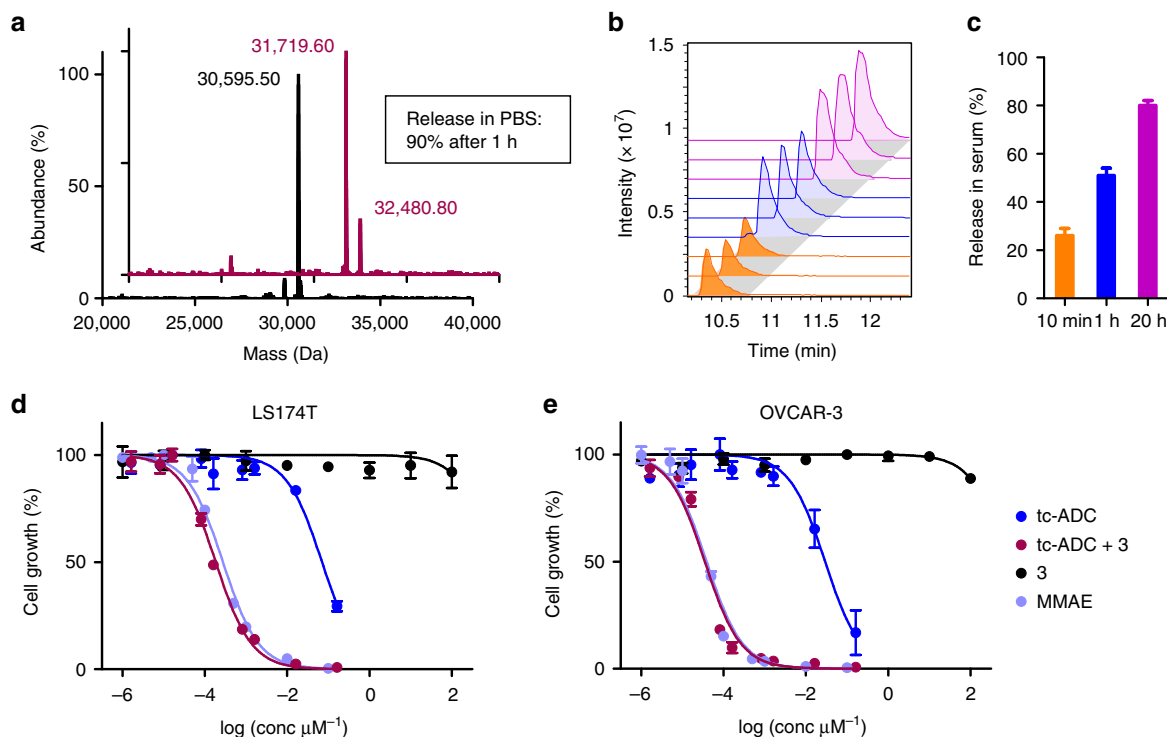 a
31,719.60
30,595.50
32,480.80
Release in PBS:
90% after 1 h
100
50
0
Abundance (%)
20,000 25,000 30,000 35,000 40,000
Mass (Da)
b
1.5
1
0.5
0
Intensity (× 10⁷)
10.5 11 11.5 12
Time (min)
c
100
80
60
40
20
0
Release in serum (%)
10 min 1 h 20 h
d
LS174T
100
50
0
Cell growth (%)
–6 –4 –2 0 2
log (conc μM⁻¹)
e
OVCAR-3
100
50
0
Cell growth (%)
–6 –4 –2 0 2
log (conc μM⁻¹)
tc-ADC
tc-ADC + 3
3
MMAE